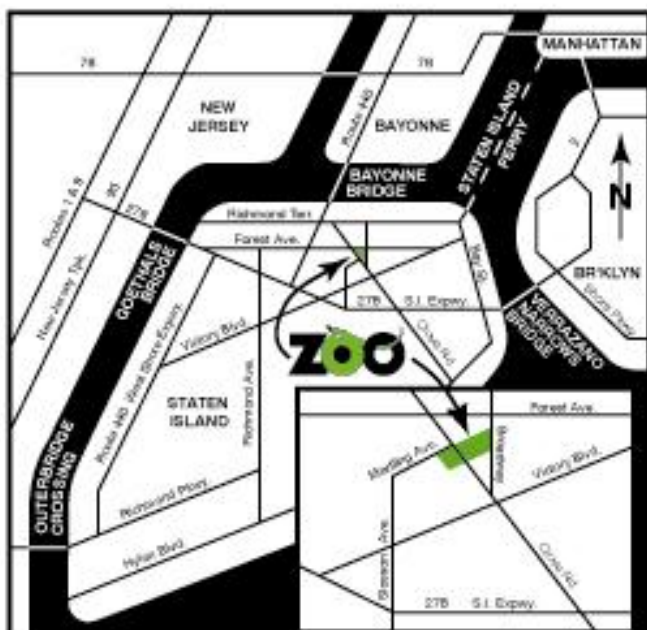 MANHATTAN
78
78
NEW
JERSEY
Route 440
BAYONNE
STATEN ISLAND
FERRY
BAYONNE
BRIDGE
N
Routes 1 & 9
95
278
Richmond Terr.
Forest Ave.
Bay St.
BR'KLYN
Shore Pkwy.
GOETHALS
BRIDGE
New Jersey Tpk.
278 S.I. Expwy.
VERRAZANO
NARROWS
BRIDGE
Victory Blvd.
ZOO
Clove Rd.
Route 440 West Shore Expwy.
STATEN
ISLAND
Richmond Ave.
OUTERBRIDGE
CROSSING
Richmond Pkwy.
Hylan Blvd.
Forest Ave.
Broadway
Martling Ave.
Victory Blvd.
Clove Rd.
278 S.I. Expwy.